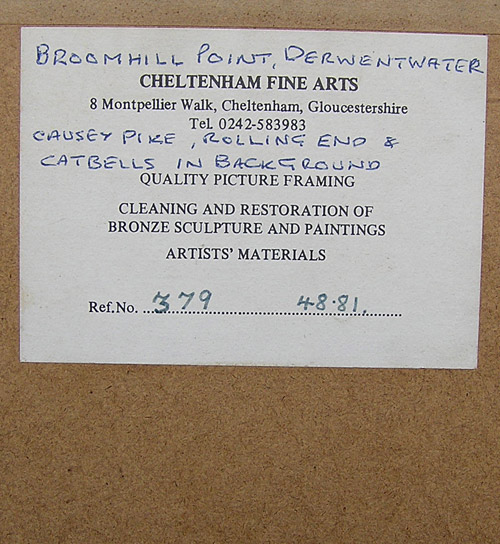 BROOMHILL POINT, DERWENTWATER
CHELTENHAM FINE ARTS
8 Montpellier Walk, Cheltenham, Gloucestershire
Tel. 0242-583983
CAUSEY PIKE, ROLLING END &
CATBELLS IN BACKGROUND
QUALITY PICTURE FRAMING
CLEANING AND RESTORATION OF
BRONZE SCULPTURE AND PAINTINGS
ARTISTS' MATERIALS
Ref.No. 379 48·81.